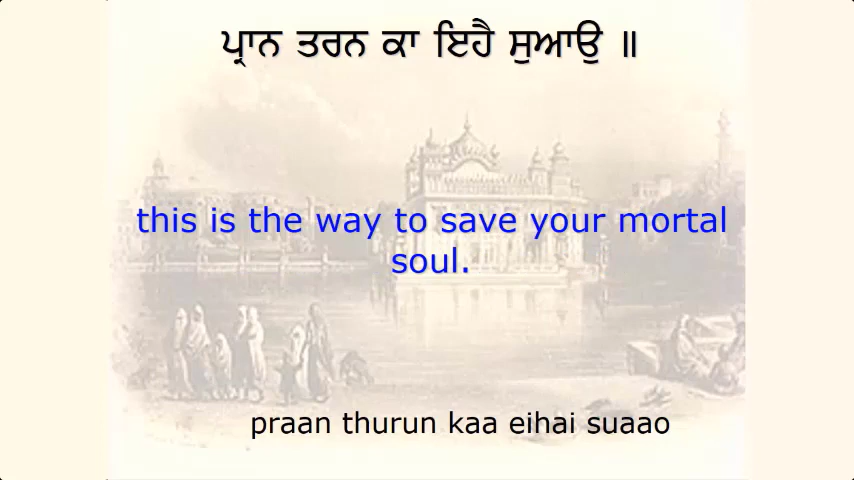 ਪ੍ਰਾਨ ਤਰਨ ਕਾ ਇਹੈ ਸੁਆਉ ॥
this is the way to save your mortal
soul.
praan thurun kaa eihai suaao